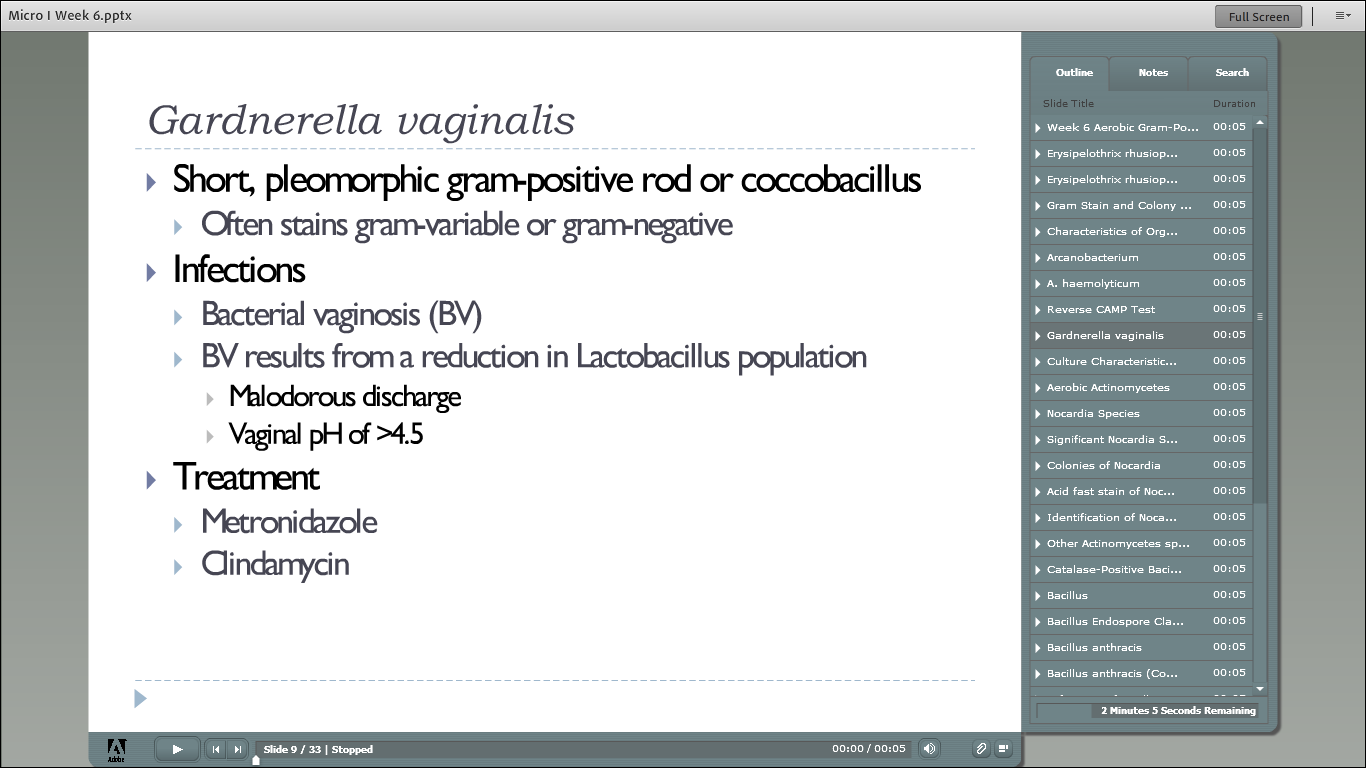 Micro I Week 6.pptx
Full Screen
Gardnerella vaginalis
Short, pleomorphic gram-positive rod or coccobacillus
Often stains gram-variable or gram-negative
Infections
Bacterial vaginosis (BV)
BV results from a reduction in Lactobacillus population
Malodorous discharge
Vaginal pH of >4.5
Treatment
Metronidazole
Clindamycin
Outline Notes Search
Slide Title Duration
Week 6 Aerobic Gram-Po... 00:05
Erysipelothrix rhusiop... 00:05
Erysipelothrix rhusiop... 00:05
Gram Stain and Colony ... 00:05
Characteristics of Org... 00:05
Arcanobacterium 00:05
A. haemolyticum 00:05
Reverse CAMP Test 00:05
Gardnerella vaginalis 00:05
Culture Characteristic... 00:05
Aerobic Actinomycetes 00:05
Nocardia Species 00:05
Significant Nocardia S... 00:05
Colonies of Nocardia 00:05
Acid fast stain of Noc... 00:05
Identification of Noca... 00:05
Other Actinomycetes sp... 00:05
Catalase-Positive Baci... 00:05
Bacillus 00:05
Bacillus Endospore Cla... 00:05
Bacillus anthracis 00:05
Bacillus anthracis (Co... 00:05
2 Minutes 5 Seconds Remaining
Adobe
Slide 9 / 33 | Stopped 00:00 / 00:05